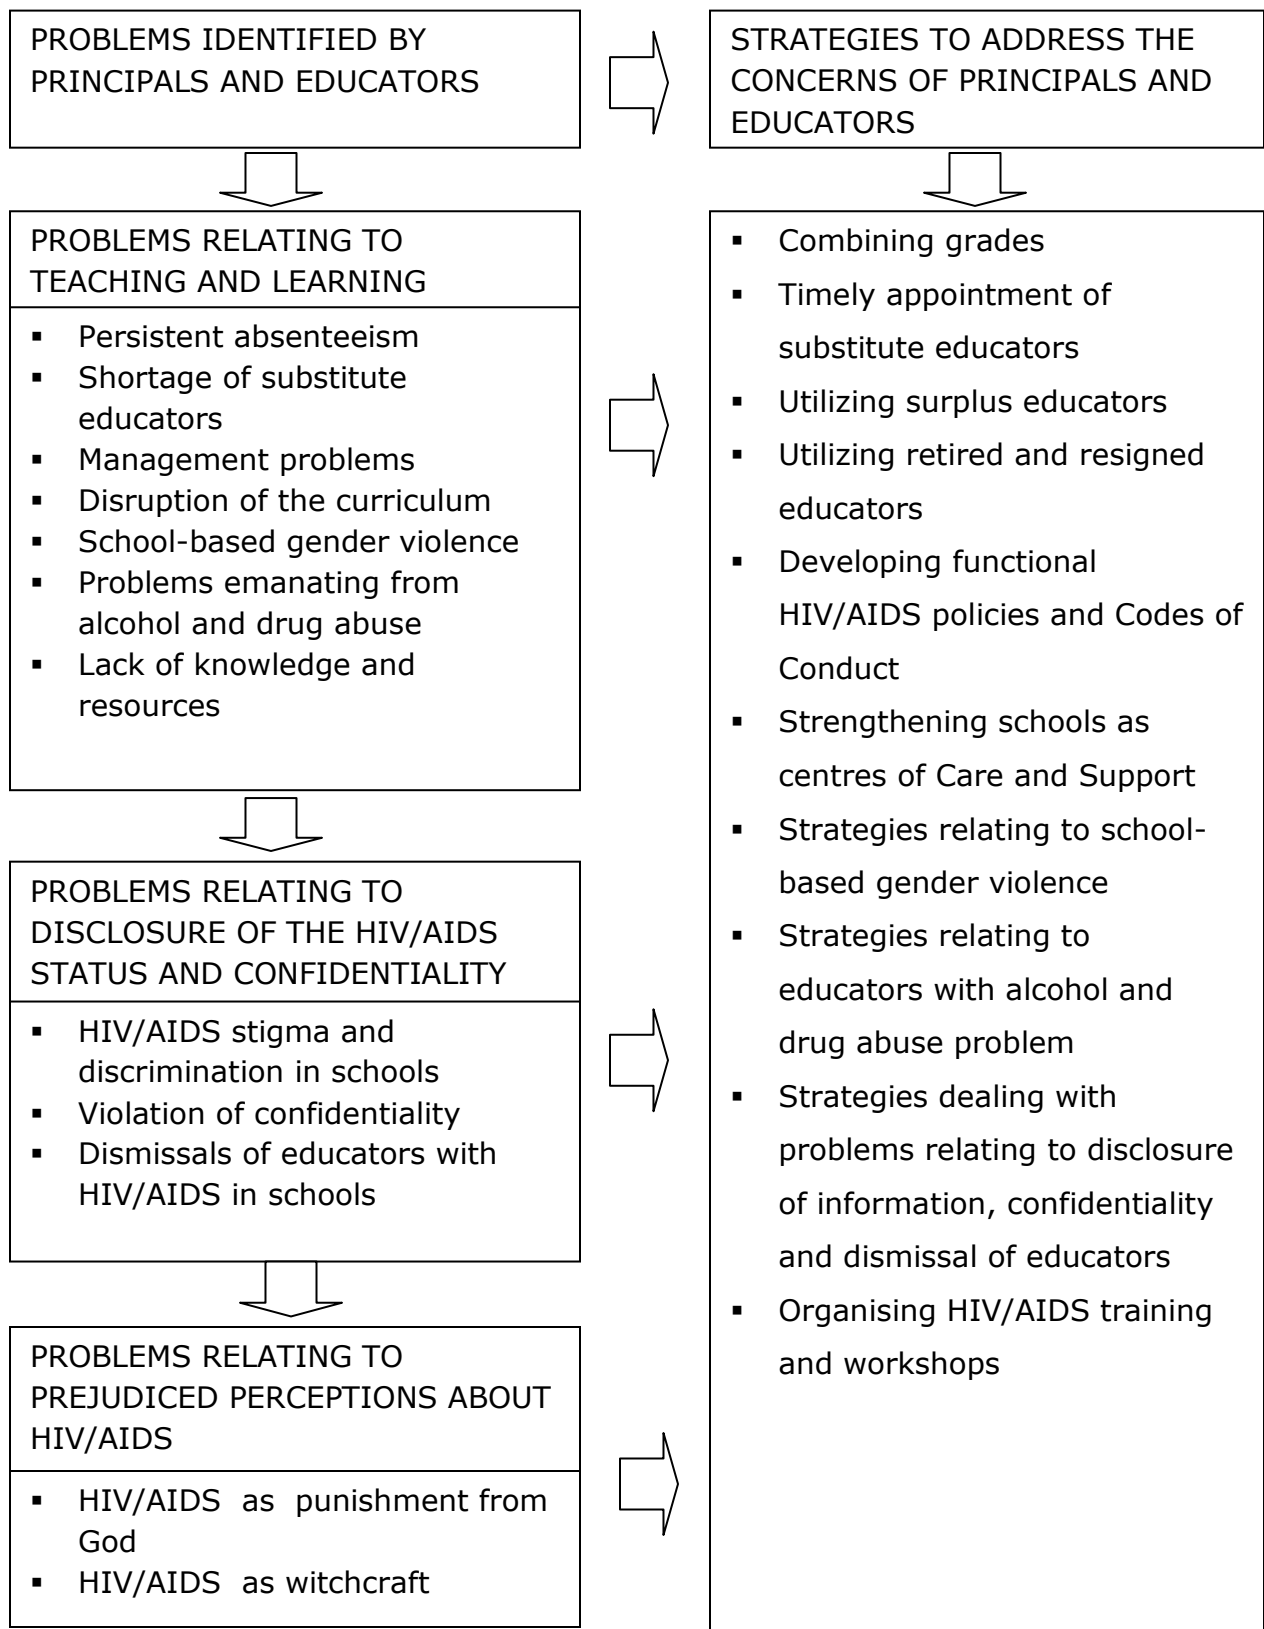 PROBLEMS IDENTIFIED BY
PRINCIPALS AND EDUCATORS
STRATEGIES TO ADDRESS THE
CONCERNS OF PRINCIPALS AND
EDUCATORS
PROBLEMS RELATING TO
TEACHING AND LEARNING
▪ Persistent absenteeism
▪ Shortage of substitute
educators
▪ Management problems
▪ Disruption of the curriculum
▪ School-based gender violence
▪ Problems emanating from
alcohol and drug abuse
▪ Lack of knowledge and
resources
PROBLEMS RELATING TO
DISCLOSURE OF THE HIV/AIDS
STATUS AND CONFIDENTIALITY
▪ HIV/AIDS stigma and
discrimination in schools
▪ Violation of confidentiality
▪ Dismissals of educators with
HIV/AIDS in schools
PROBLEMS RELATING TO
PREJUDICED PERCEPTIONS ABOUT
HIV/AIDS
▪ HIV/AIDS as punishment from
God
▪ HIV/AIDS as witchcraft
▪ Combining grades
▪ Timely appointment of
substitute educators
▪ Utilizing surplus educators
▪ Utilizing retired and resigned
educators
▪ Developing functional
HIV/AIDS policies and Codes of
Conduct
▪ Strengthening schools as
centres of Care and Support
▪ Strategies relating to school-
based gender violence
▪ Strategies relating to
educators with alcohol and
drug abuse problem
▪ Strategies dealing with
problems relating to disclosure
of information, confidentiality
and dismissal of educators
▪ Organising HIV/AIDS training
and workshops